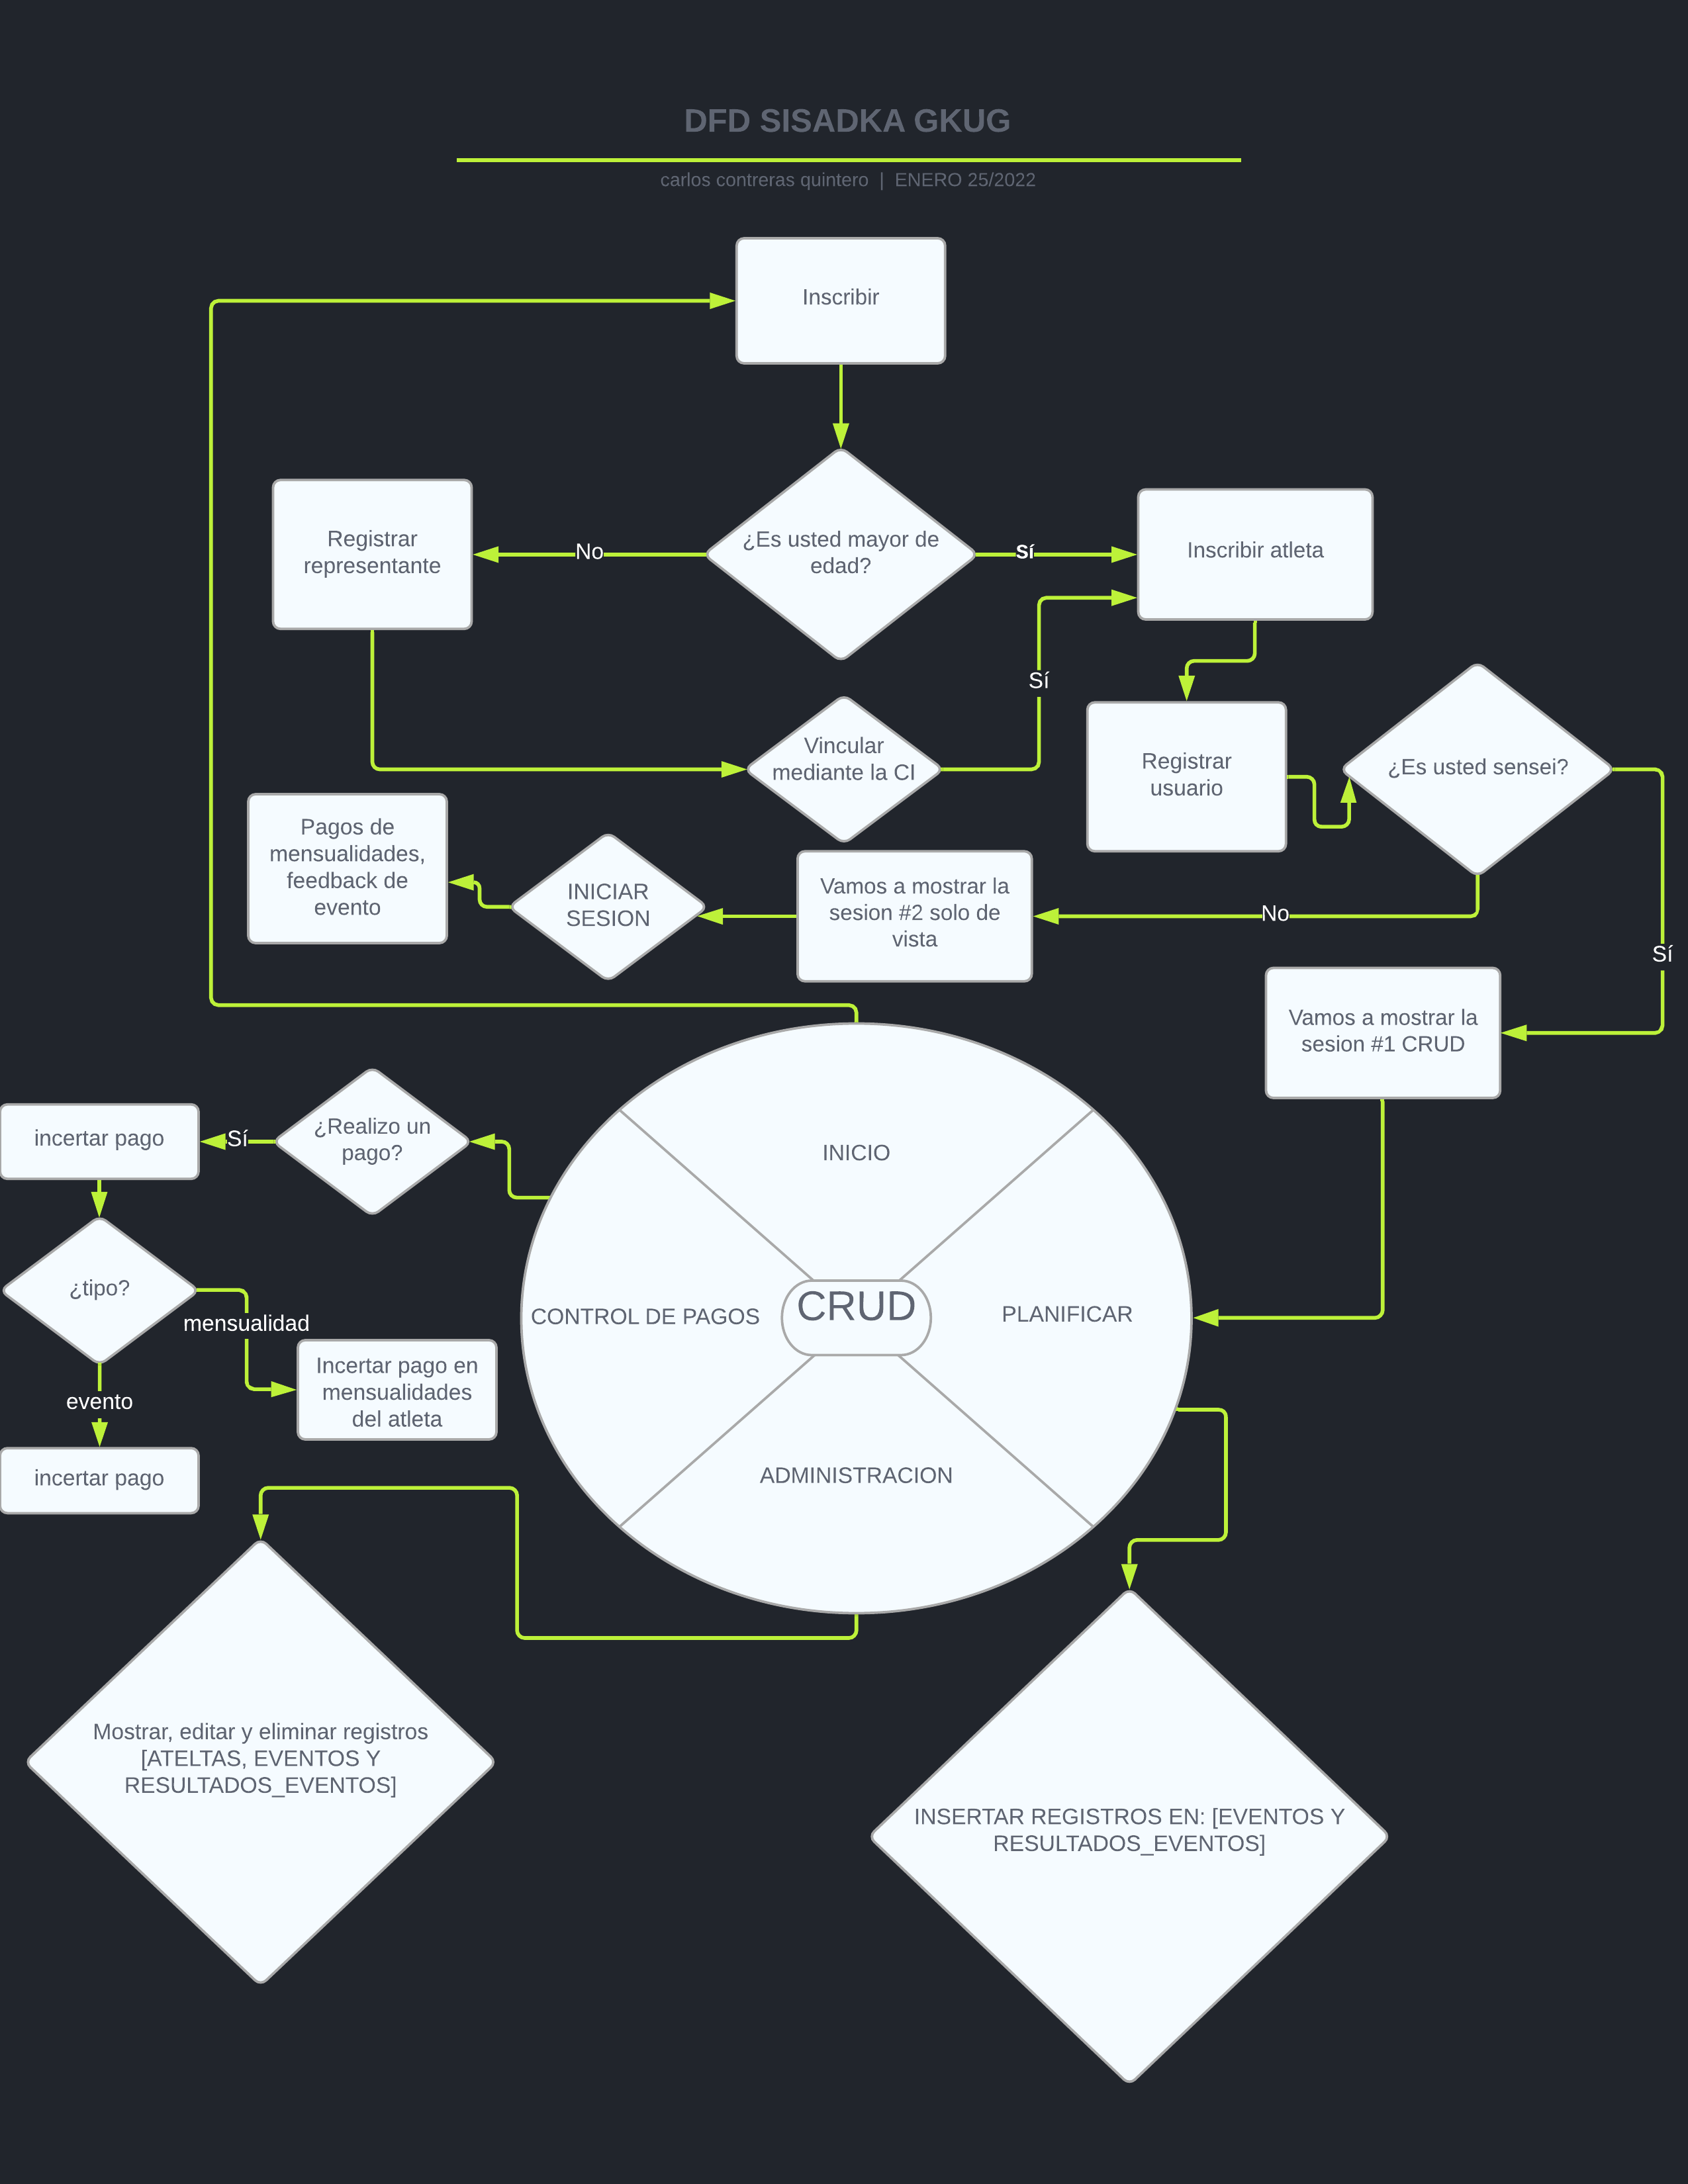 DFD SISADKA GKUG
carlos contreras quintero | ENERO 25/2022
Inscribir
Registrar
representante
No
¿Es usted mayor de
edad?
Sí
Inscribir atleta
Sí
Vincular
mediante la CI
Registrar
usuario
¿Es usted sensei?
Pagos de
mensualidades,
feedback de
evento
INICIAR
SESION
Vamos a mostrar la
sesion #2 solo de
vista
No
Sí
Vamos a mostrar la
sesion #1 CRUD
incertar pago
Sí
¿Realizo un
pago?
INICIO
¿tipo?
mensualidad
CONTROL DE PAGOS
CRUD
PLANIFICAR
Incertar pago en
mensualidades
del atleta
evento
incertar pago
ADMINISTRACION
Mostrar, editar y eliminar registros
[ATELTAS, EVENTOS Y
RESULTADOS_EVENTOS]
INSERTAR REGISTROS EN: [EVENTOS Y
RESULTADOS_EVENTOS]